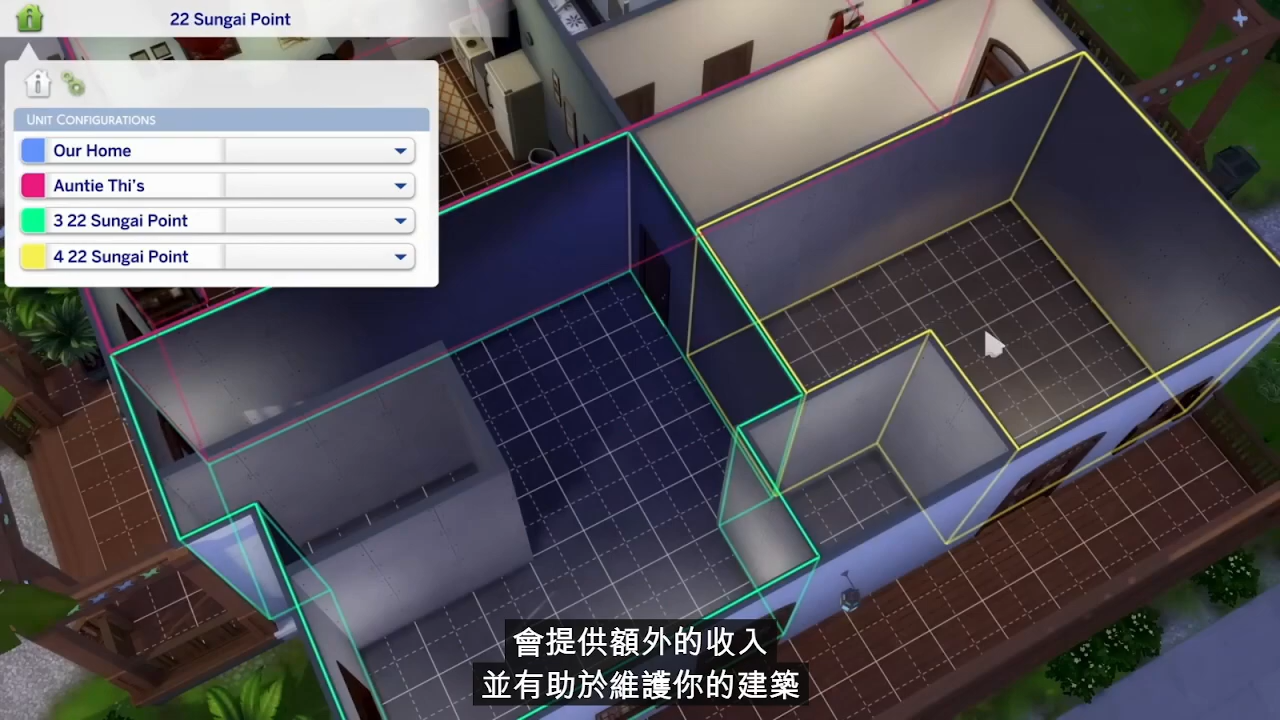 22 Sungai Point
Unit Configurations
Our Home
Auntie Thi's
3 22 Sungai Point
4 22 Sungai Point
會提供額外的收入
並有助於維護你的建築